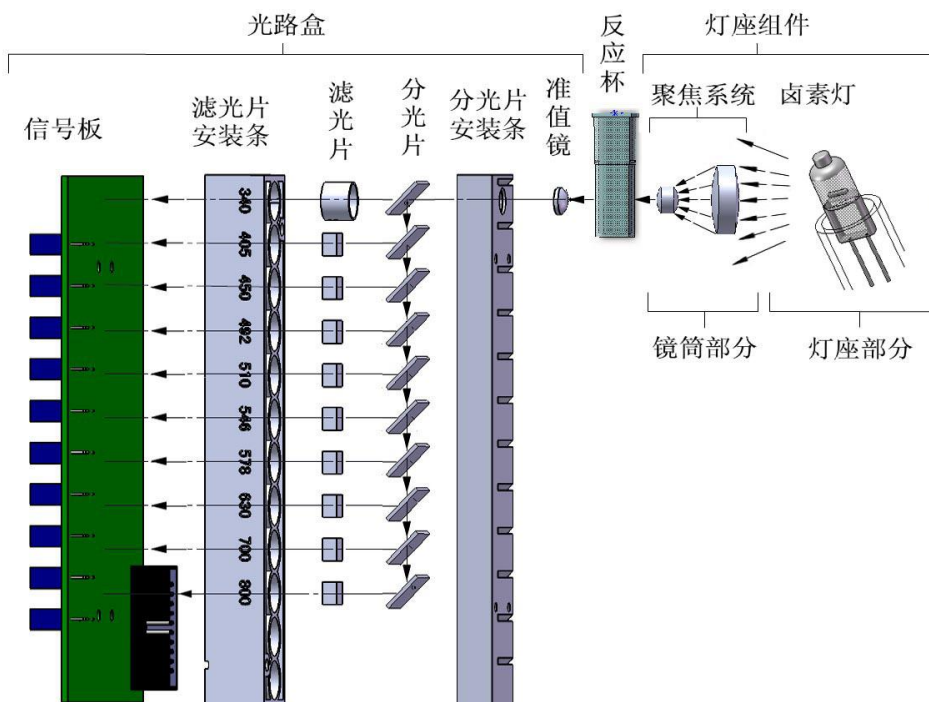 光路盒
反应杯
灯座组件
信号板
滤光片
安装条
滤光片
分光片
分光片
安装条
准值镜
聚焦系统
卤素灯
340
405
450
492
510
546
578
630
700
800
镜筒部分
灯座部分